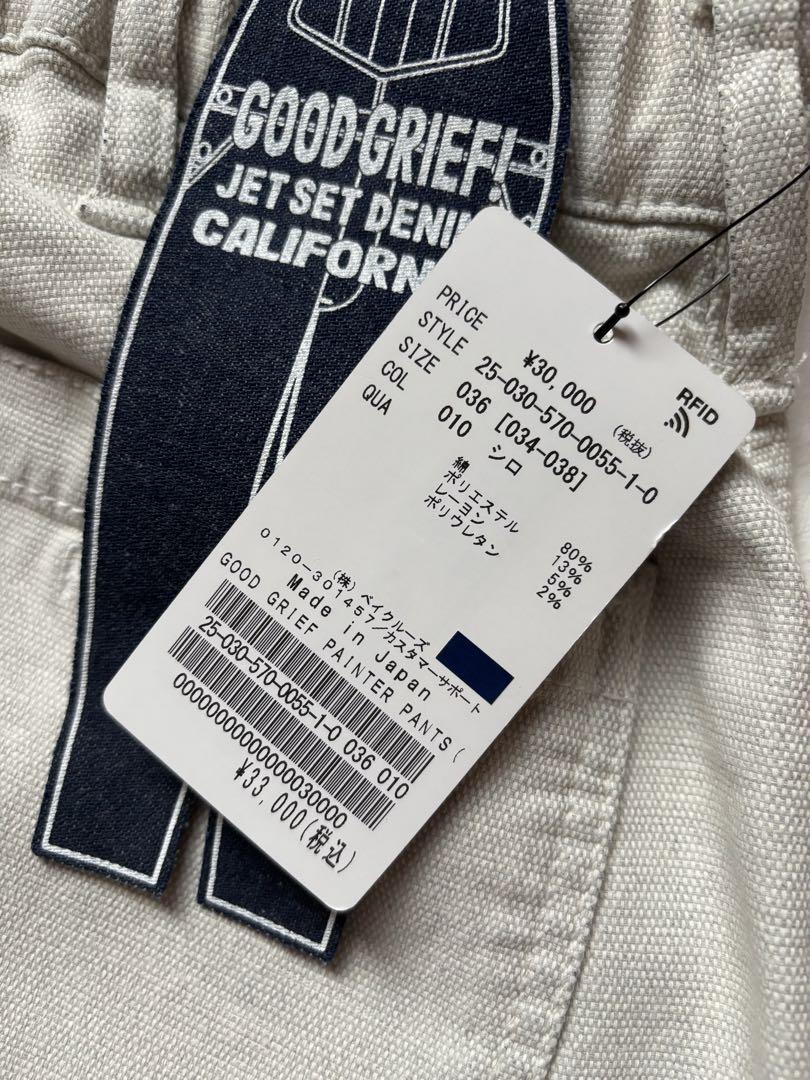 GOOD GRIEF!
JET SET DENIM
CALIFORN
RFID
PRICE ¥30,000 (税抜)
STYLE 25-030-570-0055-1-0
SIZE 036 [034-038]
COL 010 シロ
QUA 綿 80%
ポリエステル 13%
レーヨン 5%
ポリウレタン 2%
(株) ベイクルーズ
0120-301457/カスタマーサポート
Made in Japan
GOOD GRIEF PAINTER PANTS (
25-030-570-0055-1-0 036 010
0000000000000030000
¥33,000(税込)